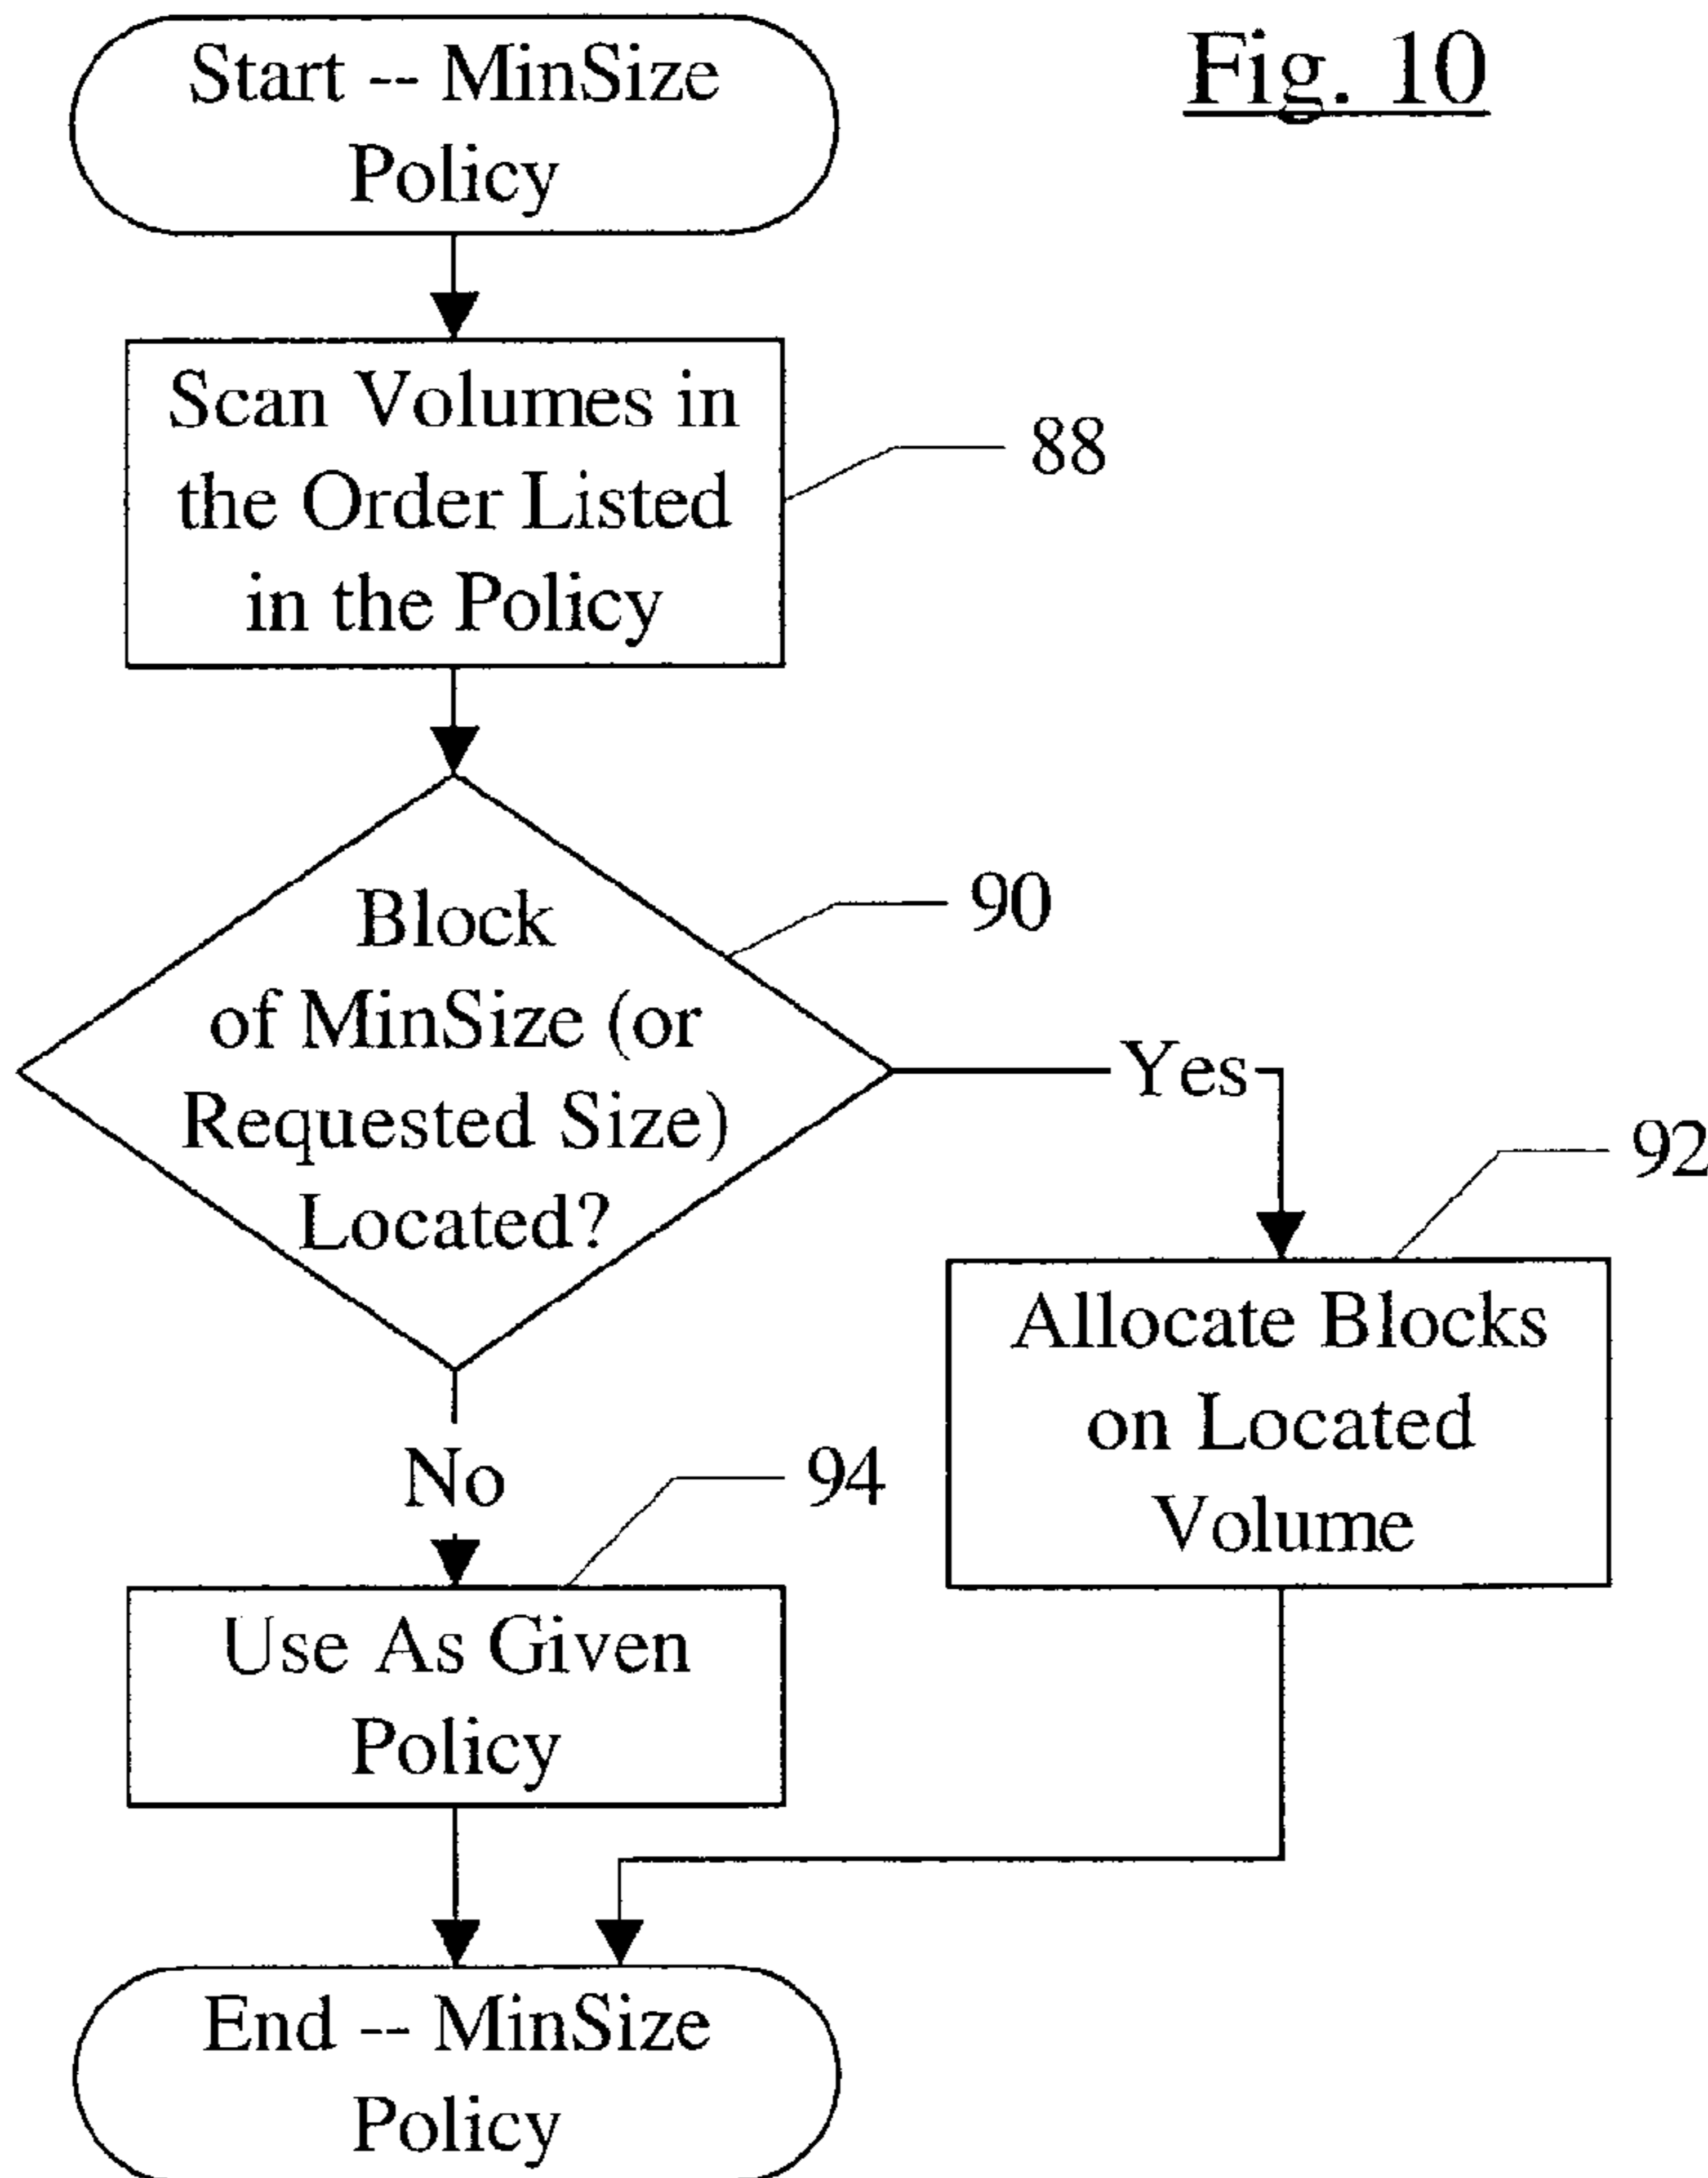 Fig. 10
Start -- MinSize
Policy
Scan Volumes in
the Order Listed
in the Policy
88
Block
of MinSize (or
Requested Size)
Located?
90
Yes
92
Allocate Blocks
on Located
Volume
No
94
Use As Given
Policy
End -- MinSize
Policy